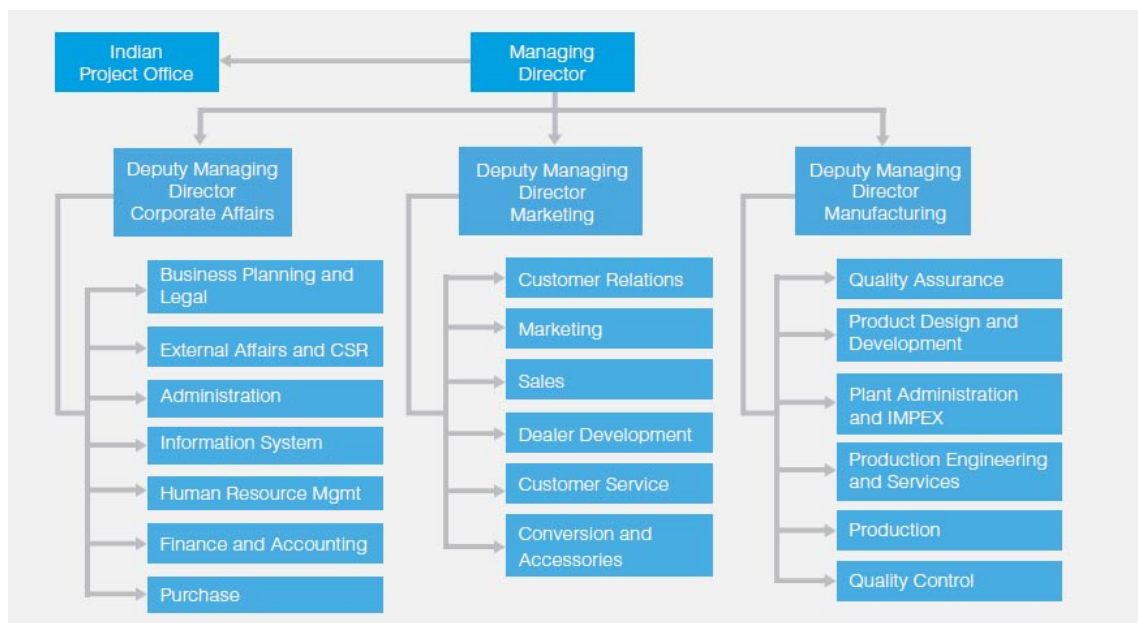 Indian
Project Office
Managing
Director
Deputy Managing
Director
Corporate Affairs
Business Planning and
Legal
External Affairs and CSR
Administration
Information System
Human Resource Mgmt
Finance and Accounting
Purchase
Deputy Managing
Director
Marketing
Customer Relations
Marketing
Sales
Dealer Development
Customer Service
Conversion and
Accessories
Deputy Managing
Director
Manufacturing
Quality Assurance
Product Design and
Development
Plant Administration
and IMPEX
Production Engineering
and Services
Production
Quality Control